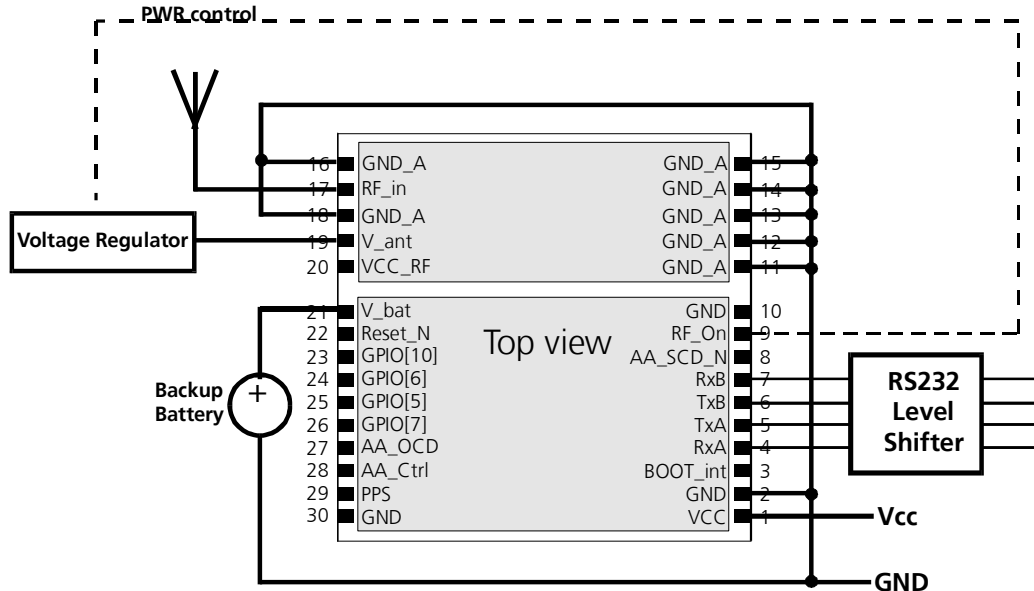 PWR control
16 GND_A GND_A 15
17 RF_in GND_A 14
18 GND_A GND_A 13
Voltage Regulator
19 V_ant GND_A 12
20 VCC_RF GND_A 11
21 V_bat GND 10
22 Reset_N RF_On 9
Top view
23 GPIO[10] AA_SCD_N 8
24 GPIO[6] RxB 7
25 GPIO[5] TxB 6
26 GPIO[7] TxA 5
27 AA_OCD RxA 4
28 AA_Ctrl BOOT_int 3
29 PPS GND 2
30 GND VCC 1
Backup
Battery
+
RS232
Level
Shifter
Vcc
GND